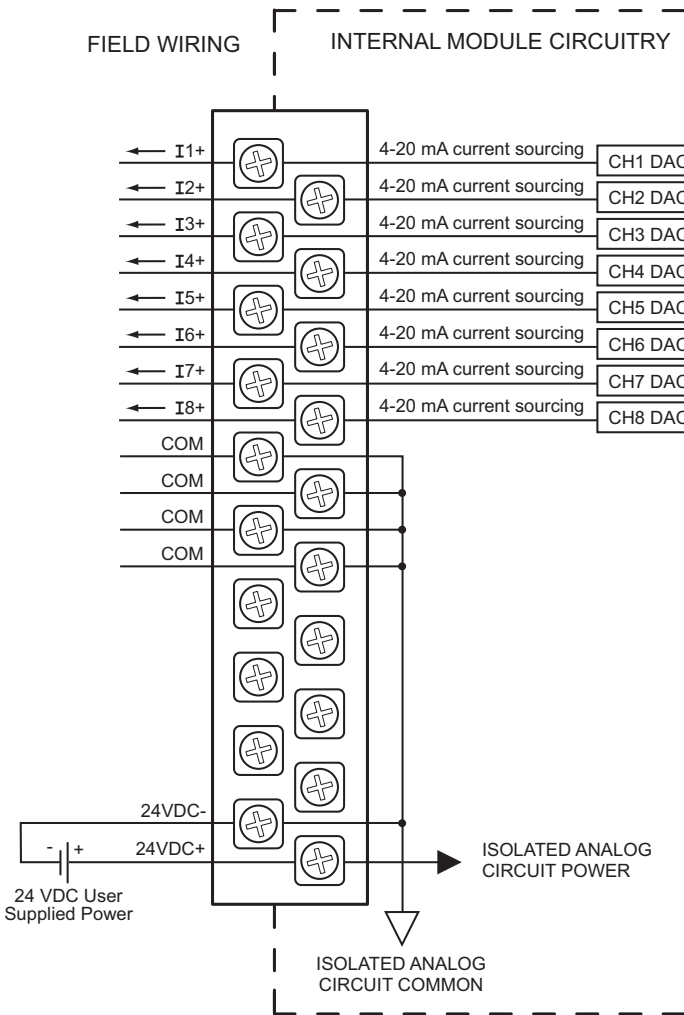 FIELD WIRING
INTERNAL MODULE CIRCUITRY
I1+ 4-20 mA current sourcing CH1 DAC
I2+ 4-20 mA current sourcing CH2 DAC
I3+ 4-20 mA current sourcing CH3 DAC
I4+ 4-20 mA current sourcing CH4 DAC
I5+ 4-20 mA current sourcing CH5 DAC
I6+ 4-20 mA current sourcing CH6 DAC
I7+ 4-20 mA current sourcing CH7 DAC
I8+ 4-20 mA current sourcing CH8 DAC
COM
COM
COM
COM
24VDC-
- +
24VDC+
24 VDC User
Supplied Power
ISOLATED ANALOG
CIRCUIT POWER
ISOLATED ANALOG
CIRCUIT COMMON